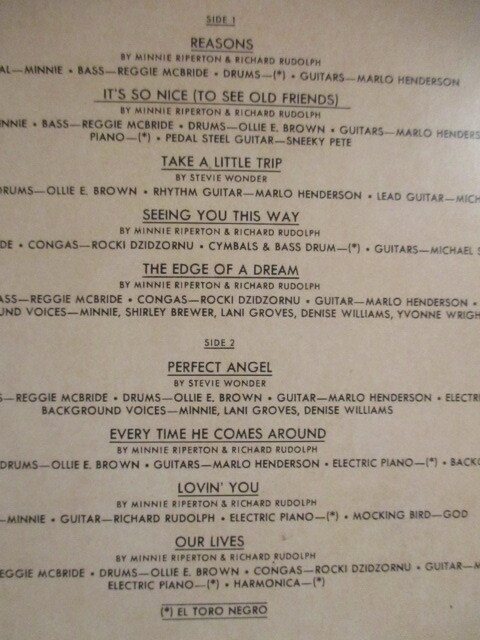 SIDE 1
REASONS
BY MINNIE RIPERTON & RICHARD RUDOLPH
AL—MINNIE • BASS—REGGIE MCBRIDE • DRUMS—(*) • GUITARS—MARLO HENDERSON
IT'S SO NICE (TO SEE OLD FRIENDS)
BY MINNIE RIPERTON & RICHARD RUDOLPH
NNIE • BASS—REGGIE MCBRIDE • DRUMS—OLLIE E. BROWN • GUITARS—MARLO HENDERS
PIANO—(*) • PEDAL STEEL GUITAR—SNEEKY PETE
TAKE A LITTLE TRIP
BY STEVIE WONDER
DRUMS—OLLIE E. BROWN • RHYTHM GUITAR—MARLO HENDERSON • LEAD GUITAR—MICH
SEEING YOU THIS WAY
BY MINNIE RIPERTON & RICHARD RUDOLPH
DE • CONGAS—ROCKI DZIDZORNU • CYMBALS & BASS DRUM—(*) • GUITARS—MICHAEL S
THE EDGE OF A DREAM
BY MINNIE RIPERTON & RICHARD RUDOLPH
ASS—REGGIE MCBRIDE • CONGAS—ROCKI DZIDZORNU • GUITAR—MARLO HENDERSON •
UND VOICES—MINNIE, SHIRLEY BREWER, LANI GROVES, DENISE WILLIAMS, YVONNE WRIGH
SIDE 2
PERFECT ANGEL
BY STEVIE WONDER
S—REGGIE MCBRIDE • DRUMS—OLLIE E. BROWN • GUITAR—MARLO HENDERSON • ELECTRI
BACKGROUND VOICES—MINNIE, LANI GROVES, DENISE WILLIAMS
EVERY TIME HE COMES AROUND
BY MINNIE RIPERTON & RICHARD RUDOLPH
DRUMS—OLLIE E. BROWN • GUITARS—MARLO HENDERSON • ELECTRIC PIANO—(*) • BACKG
LOVIN' YOU
BY MINNIE RIPERTON & RICHARD RUDOLPH
—MINNIE • GUITAR—RICHARD RUDOLPH • ELECTRIC PIANO—(*) • MOCKING BIRD—GOD
OUR LIVES
BY MINNIE RIPERTON & RICHARD RUDOLPH
EGGIE MCBRIDE • DRUMS—OLLIE E. BROWN • CONGAS—ROCKI DZIDZORNU • GUITAR—M
ELECTRIC PIANO—(*) • HARMONICA—(*)
(*) EL TORO NEGRO